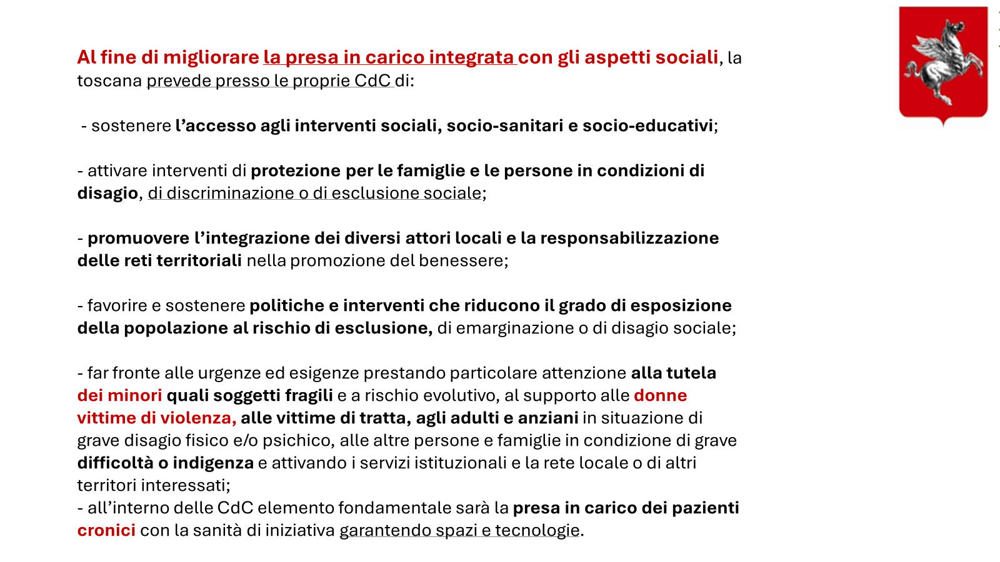 Al fine di migliorare la presa in carico integrata con gli aspetti sociali, la
toscana prevede presso le proprie CdC di:
- sostenere l’accesso agli interventi sociali, socio-sanitari e socio-educativi;
- attivare interventi di protezione per le famiglie e le persone in condizioni di
disagio, di discriminazione o di esclusione sociale;
- promuovere l’integrazione dei diversi attori locali e la responsabilizzazione
delle reti territoriali nella promozione del benessere;
- favorire e sostenere politiche e interventi che riducono il grado di esposizione
della popolazione al rischio di esclusione, di emarginazione o di disagio sociale;
- far fronte alle urgenze ed esigenze prestando particolare attenzione alla tutela
dei minori quali soggetti fragili e a rischio evolutivo, al supporto alle donne
vittime di violenza, alle vittime di tratta, agli adulti e anziani in situazione di
grave disagio fisico e/o psichico, alle altre persone e famiglie in condizione di grave
difficoltà o indigenza e attivando i servizi istituzionali e la rete locale o di altri
territori interessati;
- all’interno delle CdC elemento fondamentale sarà la presa in carico dei pazienti
cronici con la sanità di iniziativa garantendo spazi e tecnologie.